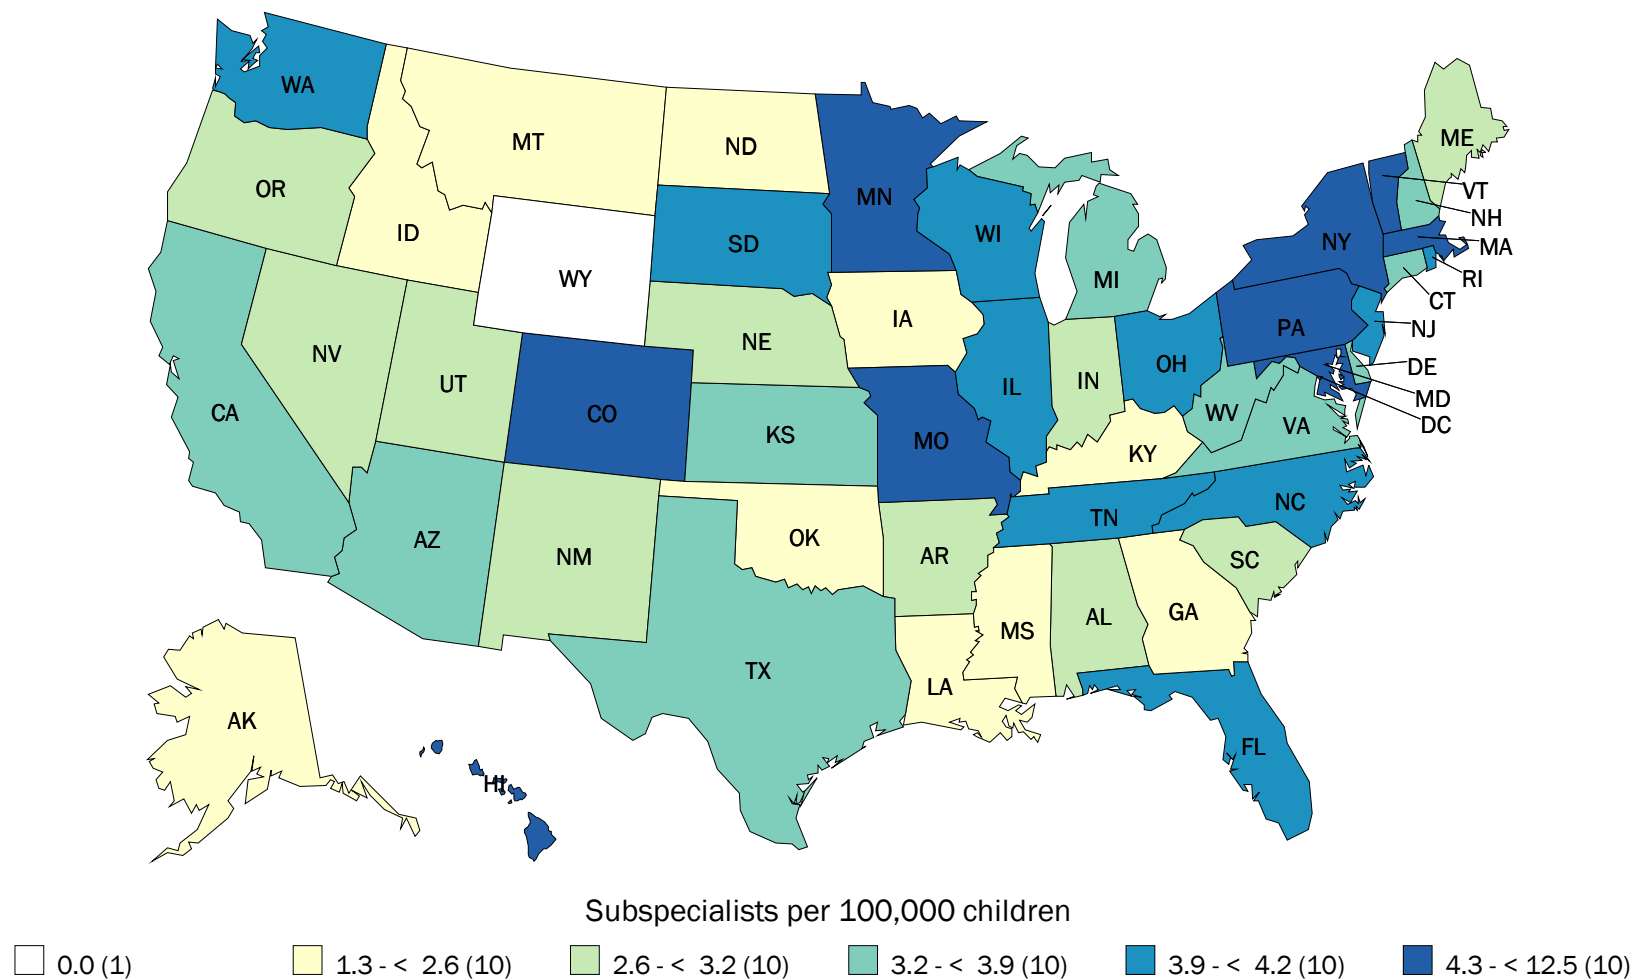 WA
MT
ND
ME
MN
OR
VT
NH
ID
SD
WI
NY
MA
WY
MI
RI
CT
IA
PA
NJ
NE
NV
OH
DE
UT
IN
IL
MD
CO
CA
WV
DC
VA
KS
MO
KY
NC
TN
OK
AZ
NM
AR
SC
GA
AL
MS
TX
LA
AK
FL
HI
Subspecialists per 100,000 children
0.0 (1) 1.3 - < 2.6 (10) 2.6 - < 3.2 (10) 3.2 - < 3.9 (10) 3.9 - < 4.2 (10) 4.3 - < 12.5 (10)